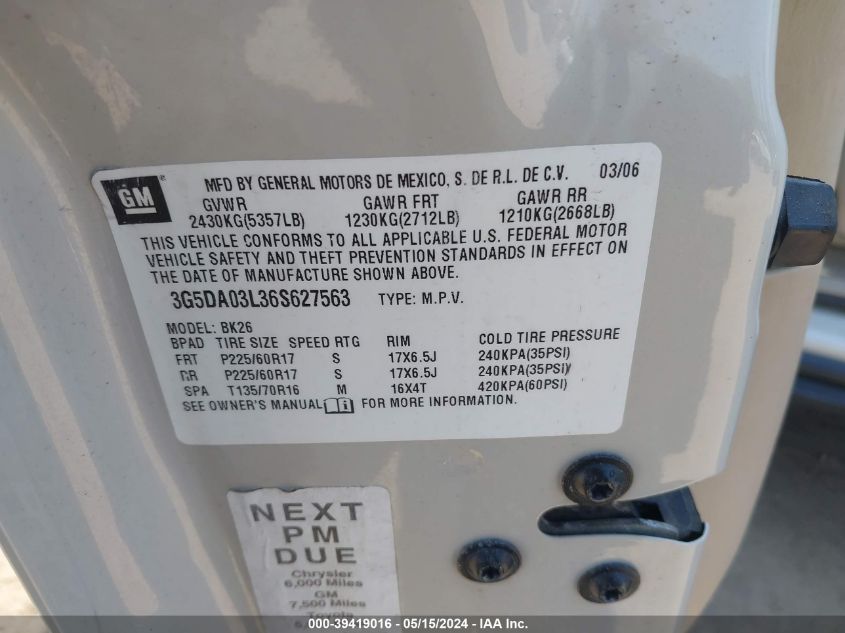 GM
MFD BY GENERAL MOTORS DE MEXICO, S. DE R.L. DE C.V. 03/06
GVWR GAWR FRT GAWR RR
2430KG(5357LB) 1230KG(2712LB) 1210KG(2668LB)
THIS VEHICLE CONFORMS TO ALL APPLICABLE U.S. FEDERAL MOTOR
VEHICLE SAFETY AND THEFT PREVENTION STANDARDS IN EFFECT ON
THE DATE OF MANUFACTURE SHOWN ABOVE.
3G5DA03L36S627563 TYPE: M.P.V.
MODEL: BK26
BPAD TIRE SIZE SPEED RTG RIM COLD TIRE PRESSURE
FRT P225/60R17 S 17X6.5J 240KPA(35PSI)
RR P225/60R17 S 17X6.5J 240KPA(35PSI)
SPA T135/70R16 M 16X4T 420KPA(60PSI)
SEE OWNER'S MANUAL FOR MORE INFORMATION.
NEXT
PM
DUE
Chrysler
6,000 Miles
GM
7,500 Miles
Toyota
000-39419016 - 05/15/2024 - IAA Inc.